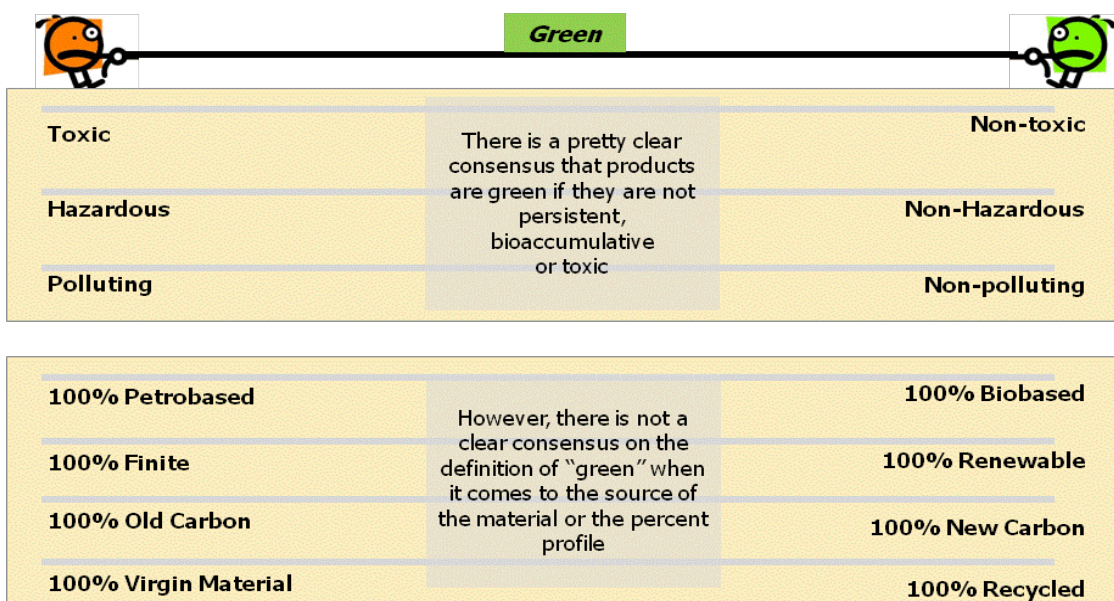 Green
Toxic
Non-toxic
There is a pretty clear
consensus that products
are green if they are not
persistent,
bioaccumulative
or toxic
Hazardous
Non-Hazardous
Polluting
Non-polluting
100% Petrobased
100% Biobased
However, there is not a
clear consensus on the
definition of “green” when
it comes to the source of
the material or the percent
profile
100% Finite
100% Renewable
100% Old Carbon
100% New Carbon
100% Virgin Material
100% Recycled